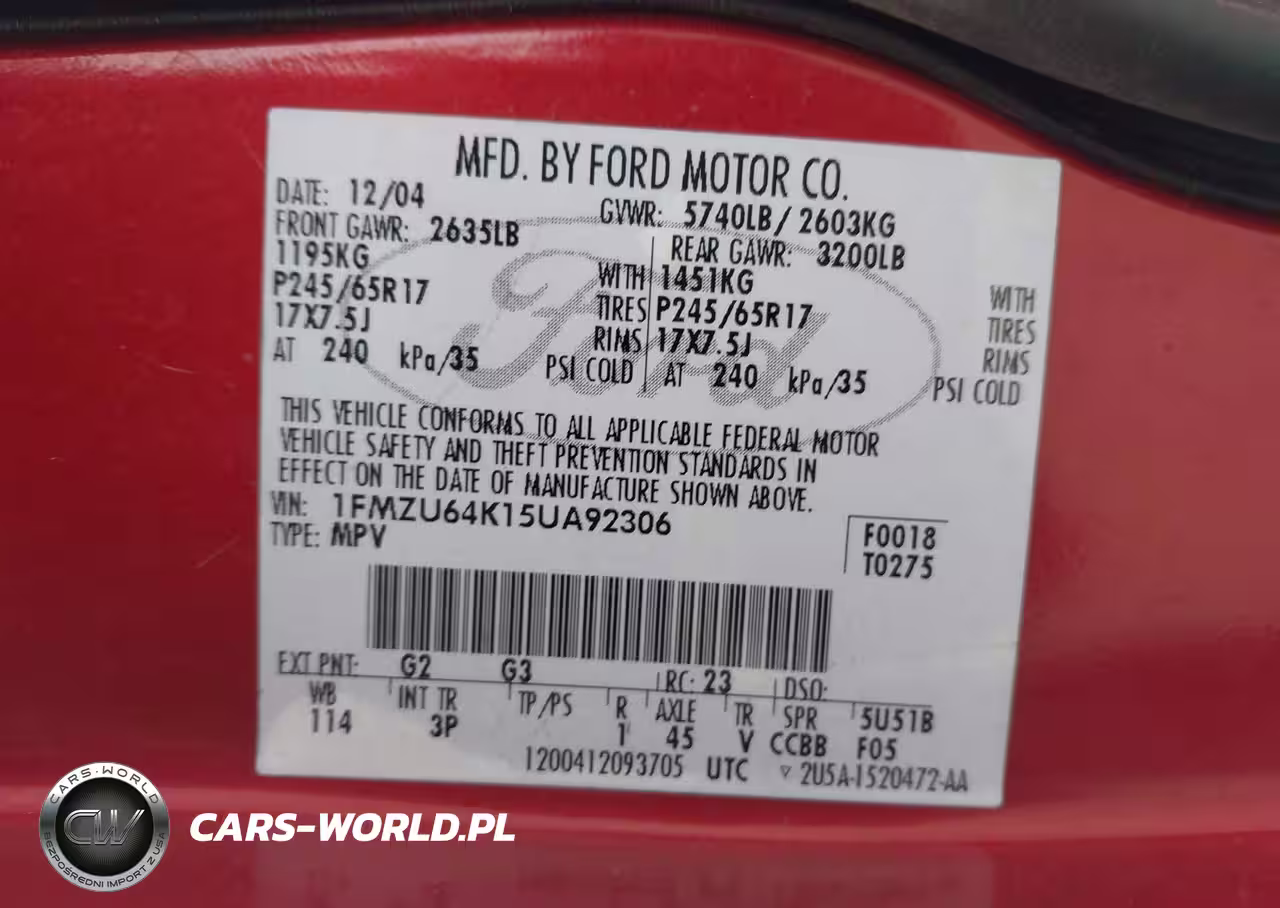 MFD. BY FORD MOTOR CO.
DATE: 12/04 GVWR: 5740LB/ 2603KG
FRONT GAWR: 2635LB REAR GAWR: 3200LB
1195KG WITH 1451KG WITH
P245/65R17 TIRES P245/65R17 TIRES
17X7.5J RIMS 17X7.5J RIMS
AT 240 kPa/35 PSI COLD AT 240 kPa/35 PSI COLD
Ford
THIS VEHICLE CONFORMS TO ALL APPLICABLE FEDERAL MOTOR
VEHICLE SAFETY AND THEFT PREVENTION STANDARDS IN
EFFECT ON THE DATE OF MANUFACTURE SHOWN ABOVE.
VIN: 1FMZU64K15UA92306
TYPE: MPV
F0018
T0275
EXT PNT: G2 G3 RC: 23 DSO:
WB INT TR TP/PS R AXLE TR SPR 5U51B
114 3P 1 45 V CCBB F05
1200412093705 UTC ▽ 2U5A-1520472-AA
CARS-WORLD
CW
BEZPOŚREDNI IMPORT Z USA
CARS-WORLD.PL